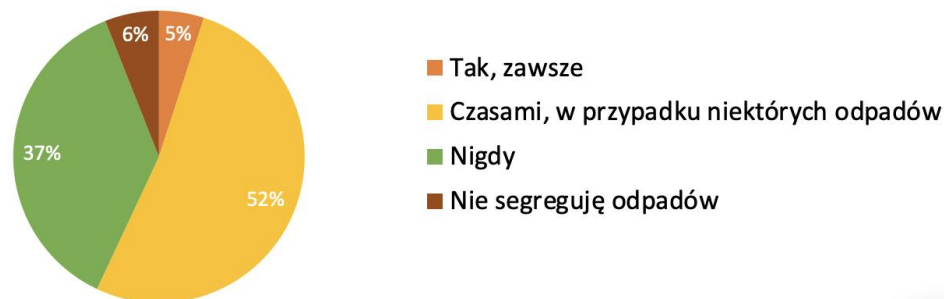 6%
5%
37%
52%
Tak, zawsze
Czasami, w przypadku niektórych odpadów
Nigdy
Nie segreguję odpadów